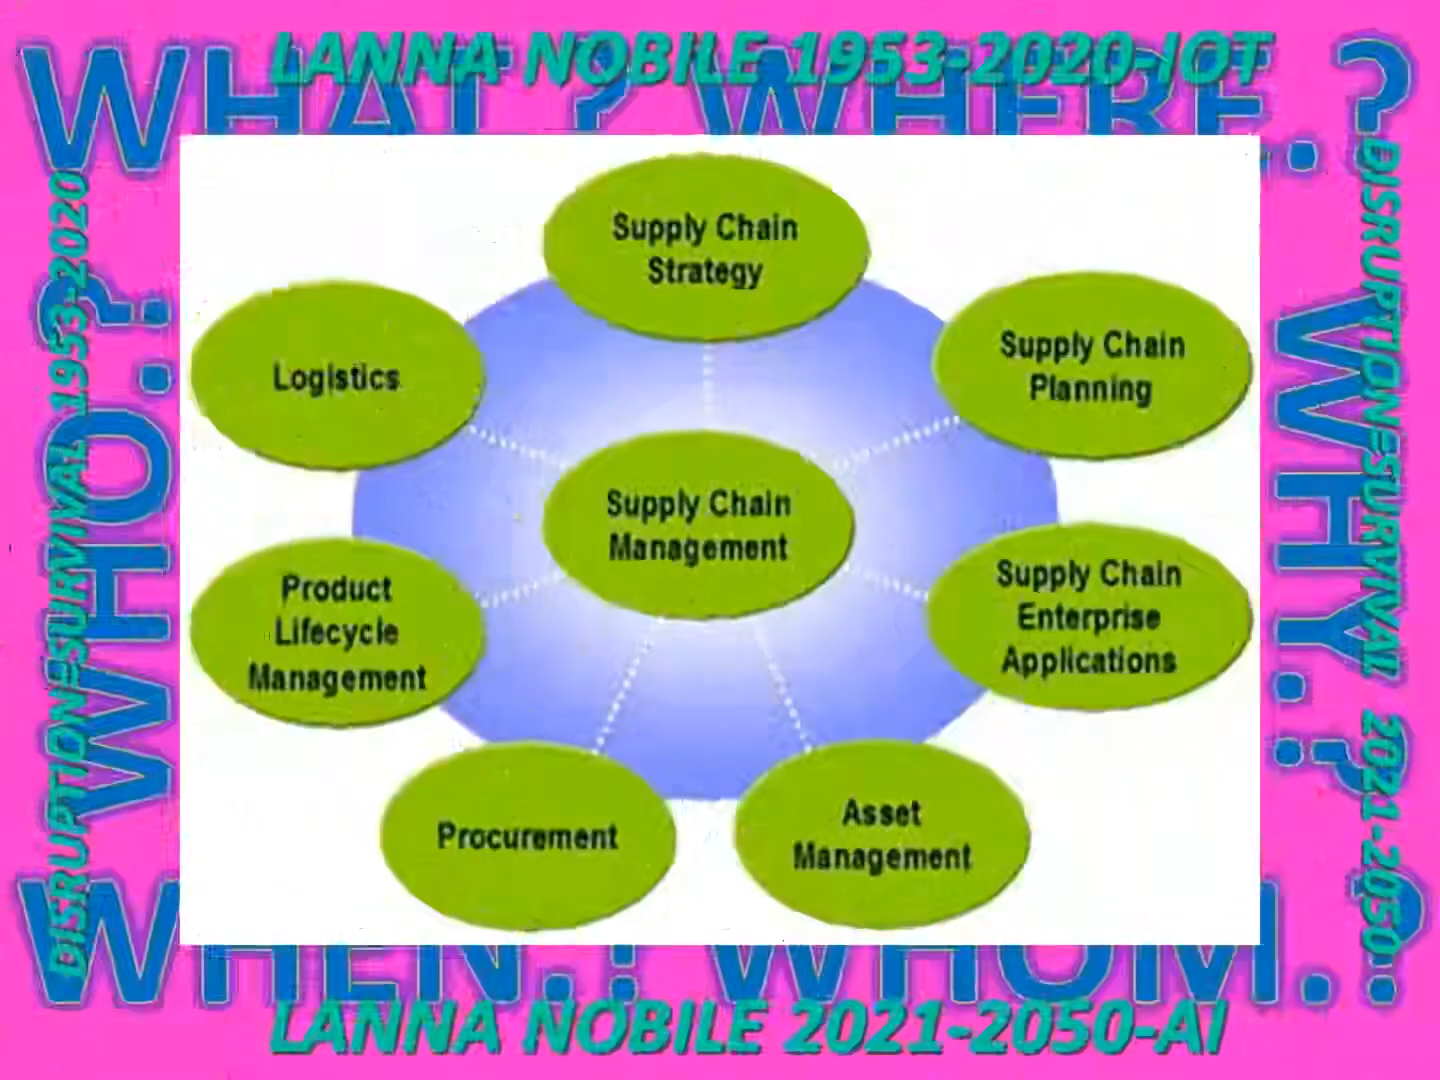 LANNA NOBILE 1953-2020-IOT
WHAT ? WHERE. ?
DISRUPTION=SURVIVAL 1953-2020
WHO.?
Supply Chain
Strategy
Logistics
Supply Chain
Planning
Supply Chain
Management
Product
Lifecycle
Management
Supply Chain
Enterprise
Applications
Procurement
Asset
Management
WHY.?
DISRUPTION=SURVIVAL 2021-2050
WHEN.? WHOM.?
LANNA NOBILE 2021-2050-AI